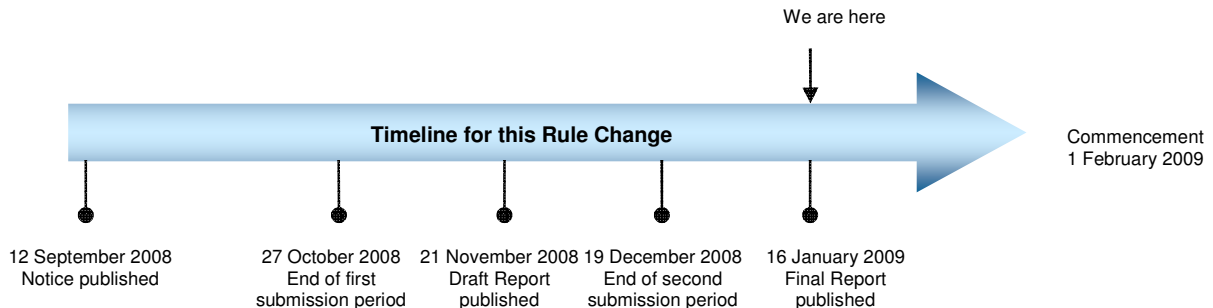 We are here
Timeline for this Rule Change
Commencement
1 February 2009
12 September 2008
Notice published
27 October 2008
End of first
submission period
21 November 2008
Draft Report
published
19 December 2008
End of second
submission period
16 January 2009
Final Report
published